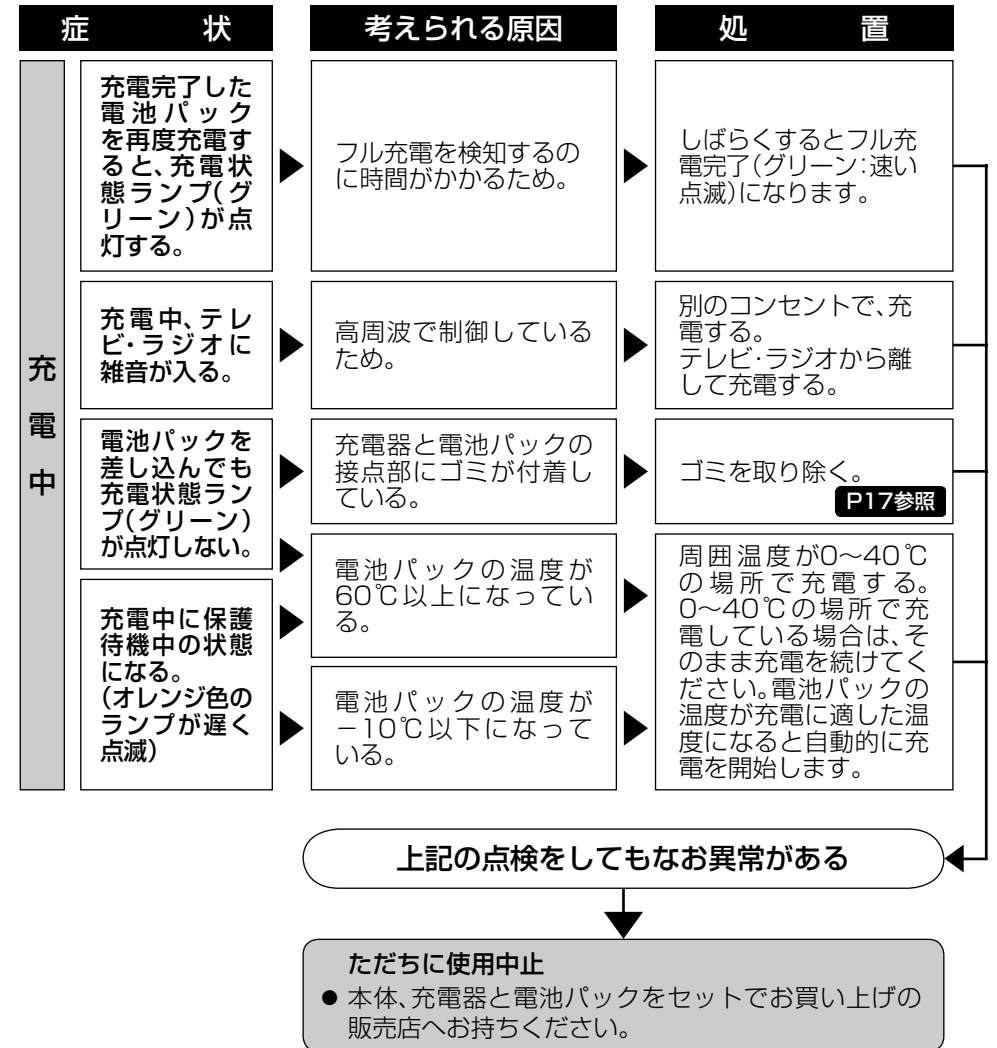 症状
考えられる原因
処置
充電中
充電完了した
電池パック
を再度充電す
ると、充電状
態ランプ(グ
リーン)が点
灯する。
フル充電を検知するの
に時間がかかるため。
しばらくするとフル充
電完了(グリーン:速い
点滅)になります。
充電中、テレ
ビ・ラジオに
雑音が入る。
高周波で制御している
ため。
別のコンセントで、充
電する。
テレビ・ラジオから離
して充電する。
電池パックを
差し込んでも
充電状態ラン
プ(グリーン)
が点灯しない。
充電器と電池パックの
接点部にゴミが付着し
ている。
ゴミを取り除く。
P17参照
電池パックの温度が
60℃以上になってい
る。
周囲温度が0〜40℃
の場所で充電する。
0〜40℃の場所で充
電している場合は、そ
のまま充電を続けてく
ださい。電池パックの
温度が充電に適した温
度になると自動的に充
電を開始します。
充電中に保護
待機中の状態
になる。
(オレンジ色の
ランプが遅く
点滅)
電池パックの温度が
−10℃以下になって
いる。
上記の点検をしてもなお異常がある
ただちに使用中止
● 本体、充電器と電池パックをセットでお買い上げの
販売店へお持ちください。